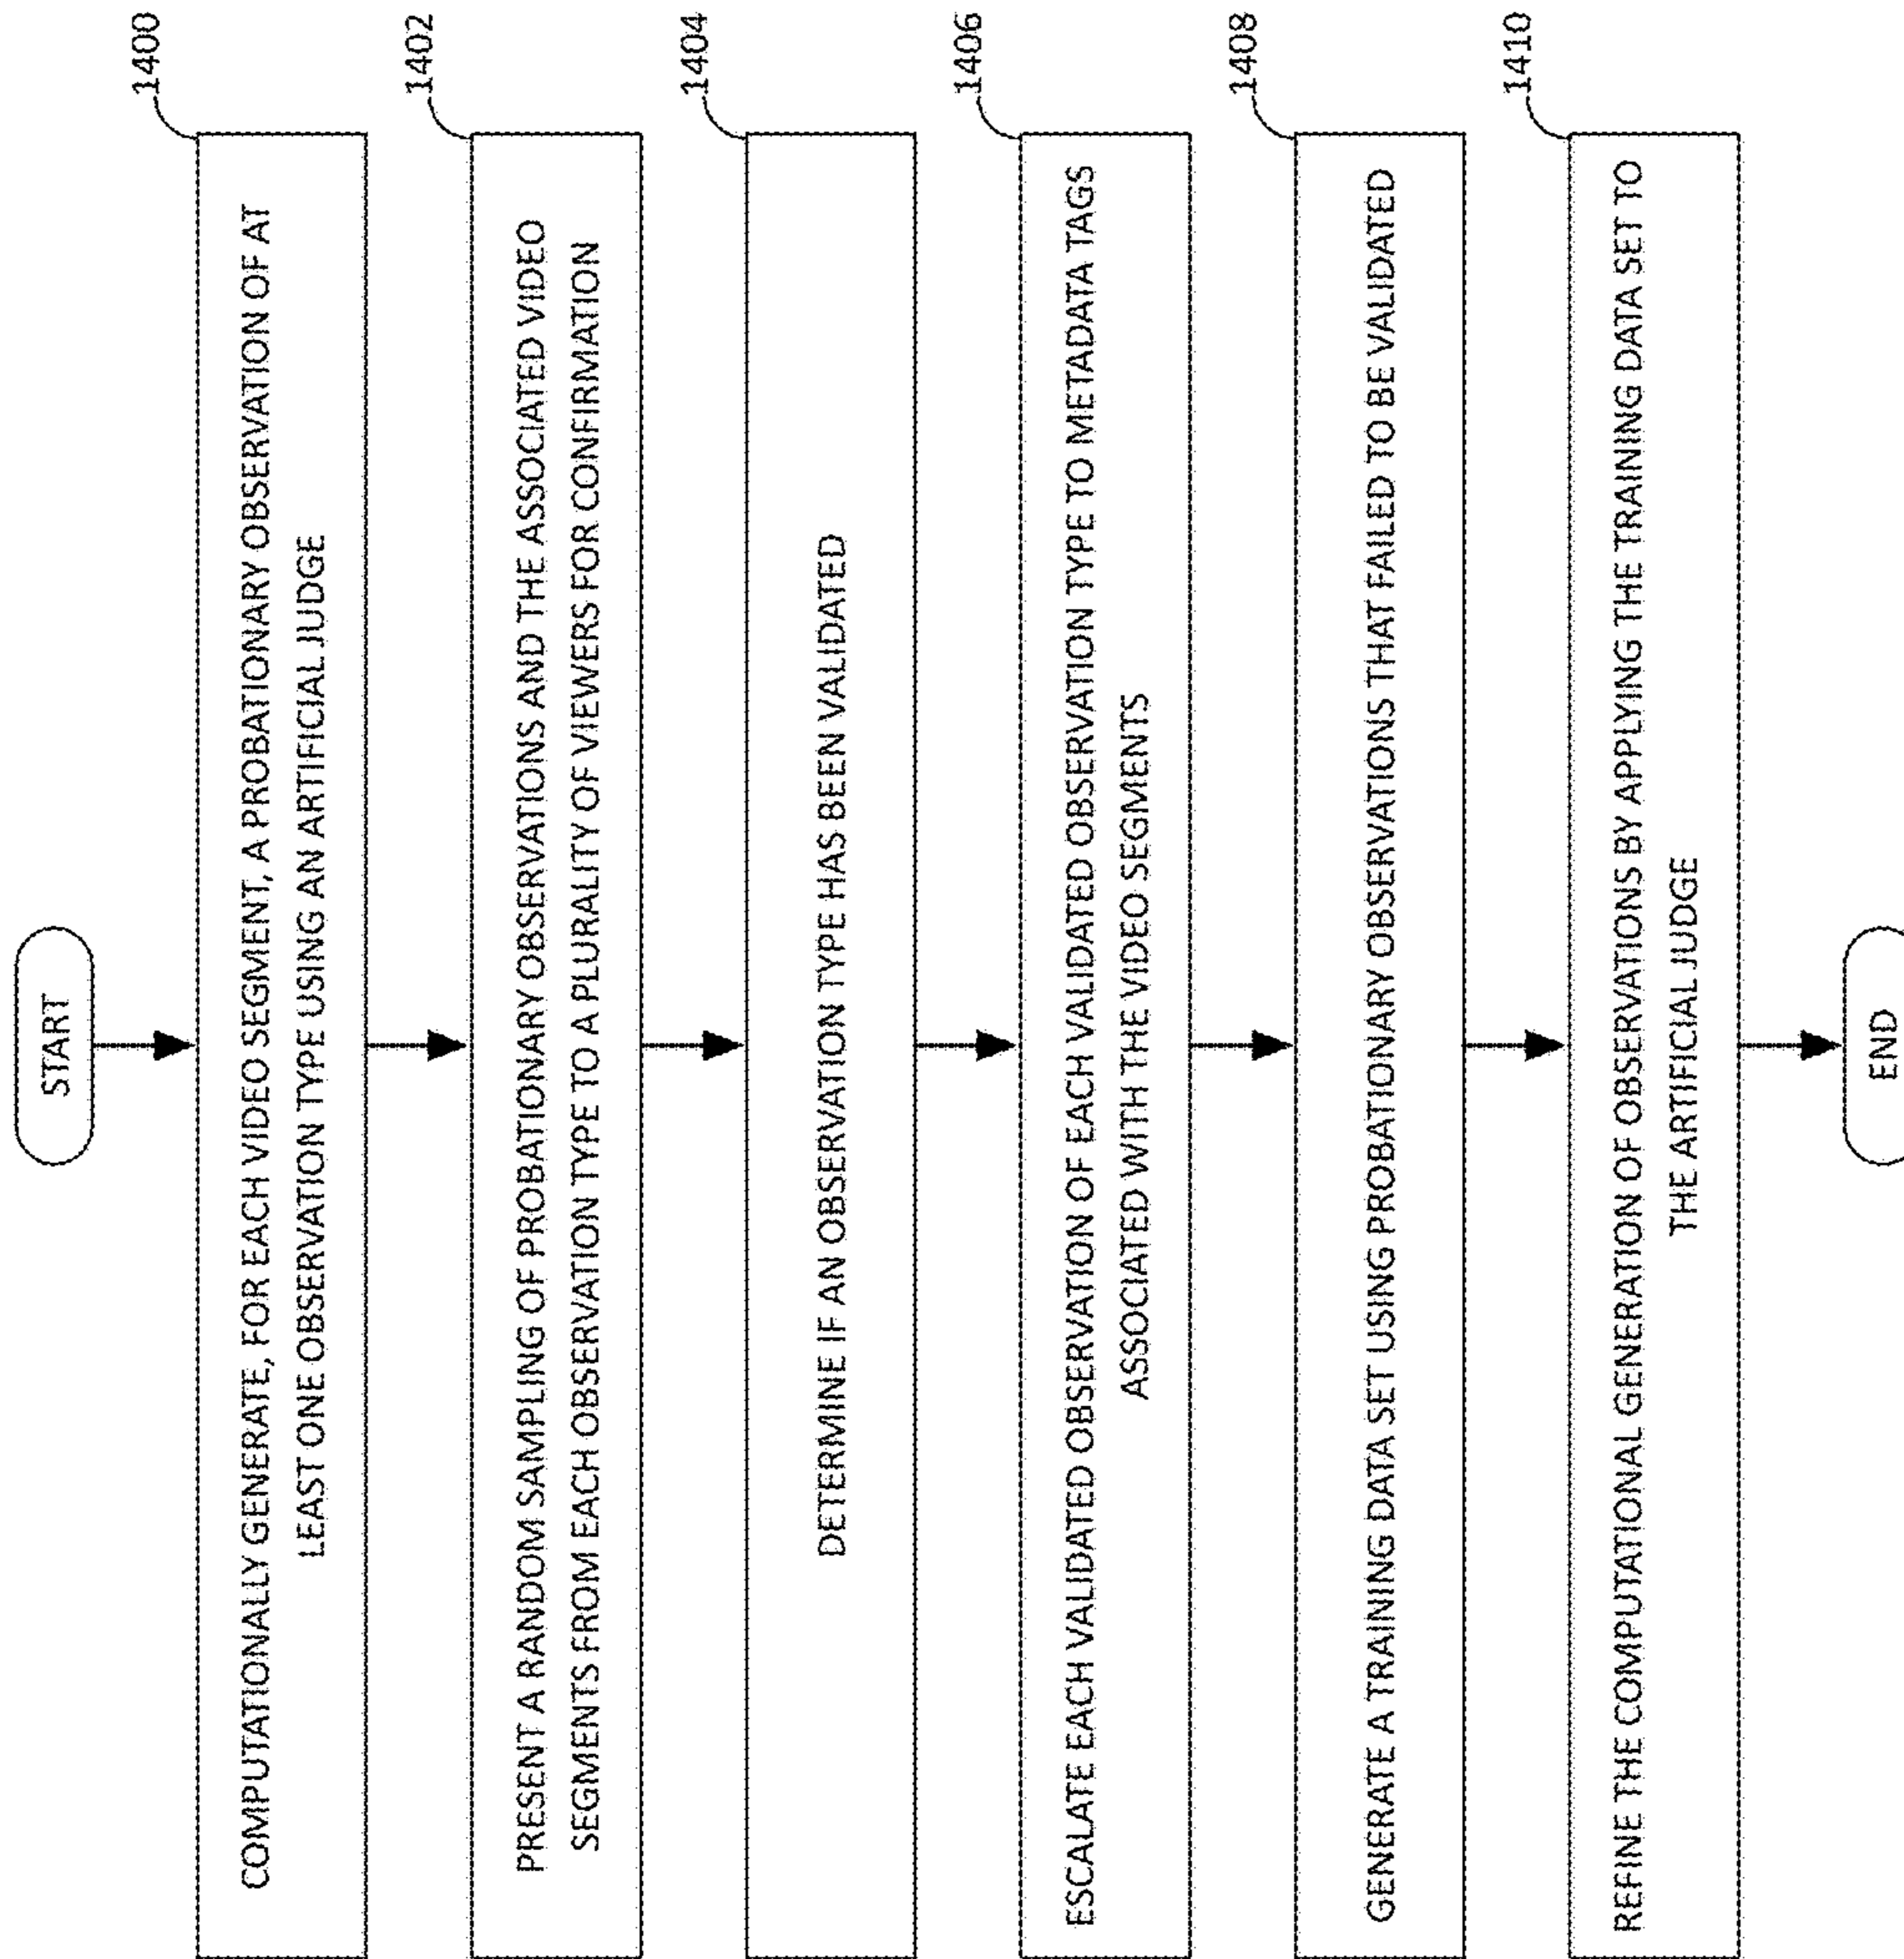 START
1400
COMPUTATIONALLY GENERATE, FOR EACH VIDEO SEGMENT, A PROBATIONARY OBSERVATION OF AT
LEAST ONE OBSERVATION TYPE USING AN ARTIFICIAL JUDGE
1402
PRESENT A RANDOM SAMPLING OF PROBATIONARY OBSERVATIONS AND THE ASSOCIATED VIDEO
SEGMENTS FROM EACH OBSERVATION TYPE TO A PLURALITY OF VIEWERS FOR CONFIRMATION
1404
DETERMINE IF AN OBSERVATION TYPE HAS BEEN VALIDATED
1406
ESCALATE EACH VALIDATED OBSERVATION OF EACH VALIDATED OBSERVATION TYPE TO METADATA TAGS
ASSOCIATED WITH THE VIDEO SEGMENTS
1408
GENERATE A TRAINING DATA SET USING PROBATIONARY OBSERVATIONS THAT FAILED TO BE VALIDATED
1410
REFINE THE COMPUTATIONAL GENERATION OF OBSERVATIONS BY APPLYING THE TRAINING DATA SET TO
THE ARTIFICIAL JUDGE
END